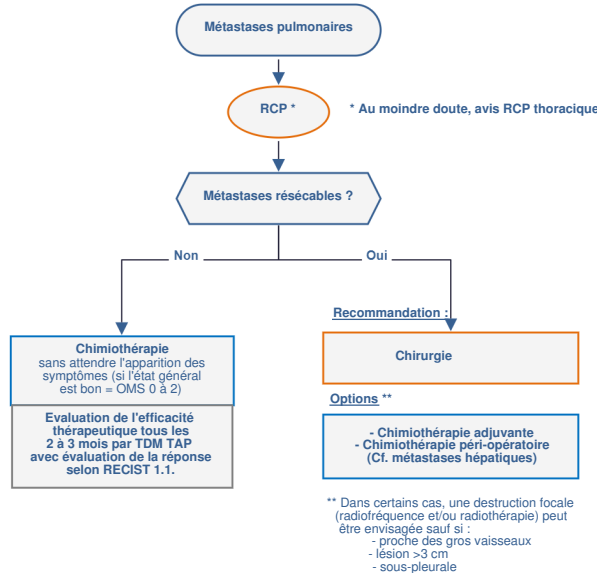 Métastases pulmonaires
RCP *
* Au moindre doute, avis RCP thoracique
Métastases résécables ?
Non
Oui
Chimiothérapie
sans attendre l'apparition des
symptômes (si l'état général
est bon = OMS 0 à 2)
Evaluation de l'efficacité
thérapeutique tous les
2 à 3 mois par TDM TAP
avec évaluation de la réponse
selon RECIST 1.1.
Recommandation :
Chirurgie
Options **
- Chimiothérapie adjuvante
- Chimiothérapie péri-opératoire
(Cf. métastases hépatiques)
** Dans certains cas, une destruction focale
(radiofréquence et/ou radiothérapie) peut
être envisagée sauf si :
- proche des gros vaisseaux
- lésion >3 cm
- sous-pleurale